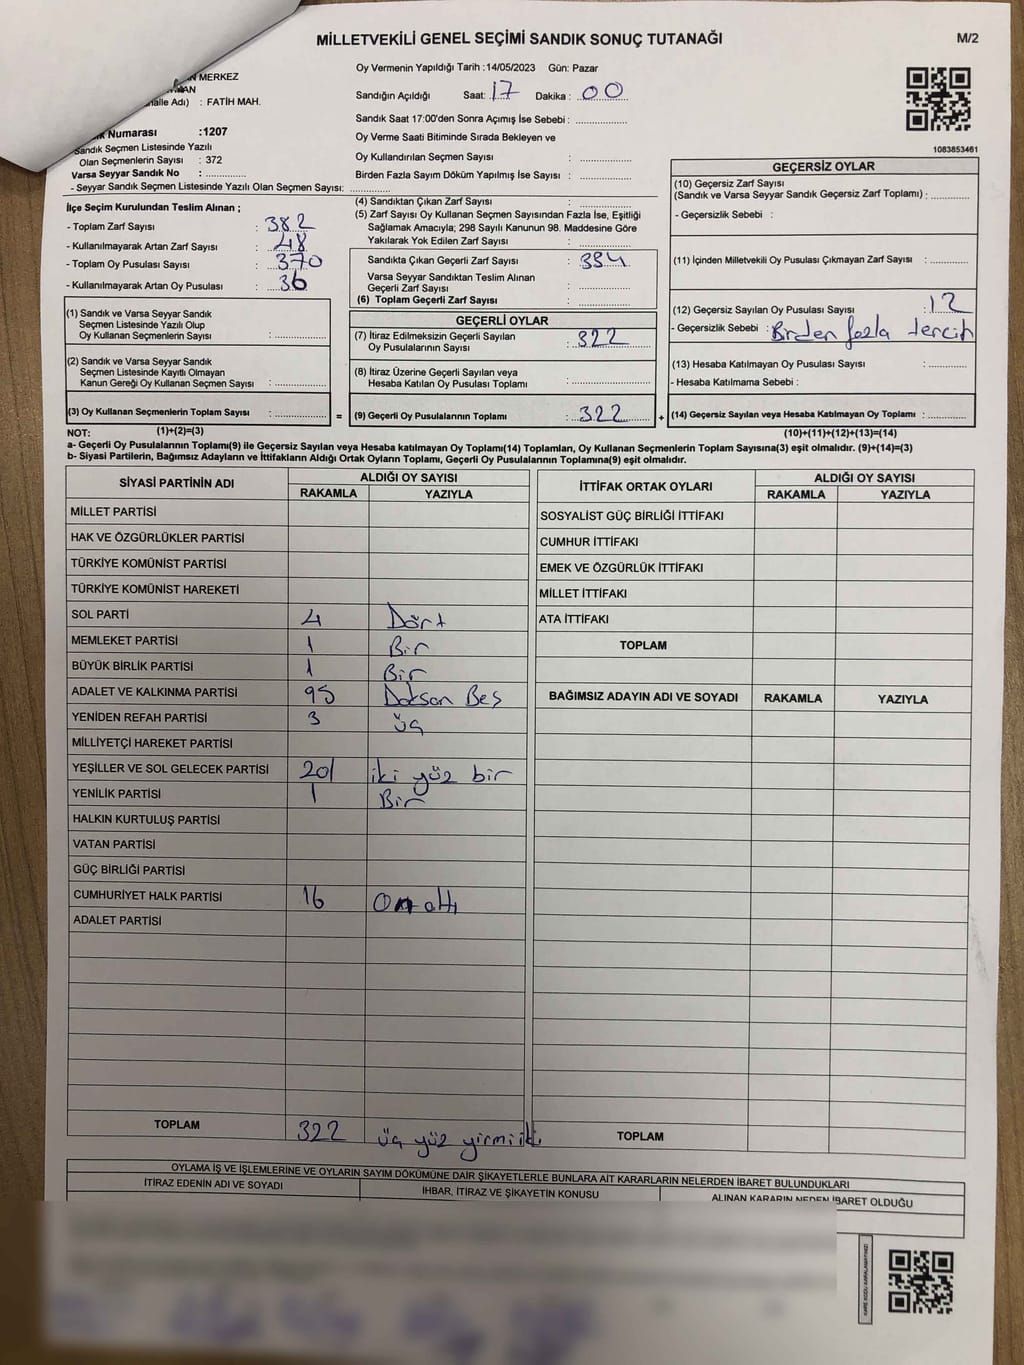 MİLLETVEKİLİ GENEL SEÇİMİ SANDIK SONUÇ TUTANAĞI
M/2
MERKEZ
: FATİH MAH.
Numarası :1207
Sandık Seçmen Listesinde Yazılı
Olan Seçmenlerin Sayısı : 372
Varsa Seyyar Sandık No :
- Seyyar Sandık Seçmen Listesinde Yazılı Olan Seçmen Sayısı:
Oy Vermenin Yapıldığı Tarih :14/05/2023 Gün: Pazar
Sandığın Açıldığı Saat: 17 Dakika : 00
Sandık Saat 17:00'den Sonra Açımış İse Sebebi :
Oy Verme Saati Bitiminde Sırada Bekleyen ve
Oy Kullandırılan Seçmen Sayısı :
Birden Fazla Sayım Döküm Yapılmış İse Sayısı :
1083853461
İlçe Seçim Kurulundan Teslim Alınan ;
- Toplam Zarf Sayısı : 382
- Kullanılmayarak Artan Zarf Sayısı : 48
- Toplam Oy Pusulası Sayısı : 370
- Kullanılmayarak Artan Oy Pusulası : 36
(1) Sandık ve Varsa Seyyar Sandık
Seçmen Listesinde Yazılı Olup
Oy Kullanan Seçmenlerin Sayısı :
(2) Sandık ve Varsa Seyyar Sandık
Seçmen Listesinde Kayıtlı Olmayan
Kanun Gereği Oy Kullanan Seçmen Sayısı :
(3) Oy Kullanan Seçmenlerin Toplam Sayısı :
(1)+(2)=(3)
(4) Sandıktan Çıkan Zarf Sayısı :
(5) Zarf Sayısı Oy Kullanan Seçmen Sayısından Fazla İse, Eşitliği
Sağlamak Amacıyla; 298 Sayılı Kanunun 98. Maddesine Göre
Yakılarak Yok Edilen Zarf Sayısı :
Sandıkta Çıkan Geçerli Zarf Sayısı : 334
Varsa Seyyar Sandıktan Teslim Alınan
Geçerli Zarf Sayısı :
(6) Toplam Geçerli Zarf Sayısı :
GEÇERLİ OYLAR
(7) İtiraz Edilmeksizin Geçerli Sayılan
Oy Pusulalarının Sayısı : 322
(8) İtiraz Üzerine Geçerli Sayılan veya
Hesaba Katılan Oy Pusulası Toplamı :
= (9) Geçerli Oy Pusulalarının Toplamı : 322 +
GEÇERSİZ OYLAR
(10) Geçersiz Zarf Sayısı
(Sandık ve Varsa Seyyar Sandık Geçersiz Zarf Toplamı) :
- Geçersizlik Sebebi :
(11) İçinden Milletvekili Oy Pusulası Çıkmayan Zarf Sayısı :
(12) Geçersiz Sayılan Oy Pusulası Sayısı : 12
- Geçersizlik Sebebi : Birden fazla tercih
(13) Hesaba Katılmayan Oy Pusulası Sayısı :
- Hesaba Katılmama Sebebi :
(14) Geçersiz Sayılan veya Hesaba Katılmayan Oy Toplamı :
(10)+(11)+(12)+(13)=(14)
NOT:
a- Geçerli Oy Pusulalarının Toplamı(9) ile Geçersiz Sayılan veya Hesaba katılmayan Oy Toplamı(14) Toplamları, Oy Kullanan Seçmenlerin Toplam Sayısına(3) eşit olmalıdır. (9)+(14)=(3)
b- Siyasi Partilerin, Bağımsız Adayların ve İttifakların Aldığı Ortak Oyların Toplamı, Geçerli Oy Pusulalarının Toplamına(9) eşit olmalıdır.
SİYASİ PARTİNİN ADI ALDIĞI OY SAYISI
RAKAMLA YAZIYLA
MİLLET PARTİSİ
HAK VE ÖZGÜRLÜKLER PARTİSİ
TÜRKİYE KOMÜNİST PARTİSİ
TÜRKİYE KOMÜNİST HAREKETİ
SOL PARTİ 4 Dört
MEMLEKET PARTİSİ 1 Bir
BÜYÜK BİRLİK PARTİSİ 1 Bir
ADALET VE KALKINMA PARTİSİ 95 Doksan Beş
YENİDEN REFAH PARTİSİ 3 üç
MİLLİYETÇİ HAREKET PARTİSİ
YEŞİLLER VE SOL GELECEK PARTİSİ 201 iki yüz bir
YENİLİK PARTİSİ 1 Bir
HALKIN KURTULUŞ PARTİSİ
VATAN PARTİSİ
GÜÇ BİRLİĞİ PARTİSİ
CUMHURİYET HALK PARTİSİ 16 On altı
ADALET PARTİSİ
TOPLAM 322 üç yüz yirmi iki
İTTİFAK ORTAK OYLARI ALDIĞI OY SAYISI
RAKAMLA YAZIYLA
SOSYALİST GÜÇ BİRLİĞİ İTTİFAKI
CUMHUR İTTİFAKI
EMEK VE ÖZGÜRLÜK İTTİFAKI
MİLLET İTTİFAKI
ATA İTTİFAKI
TOPLAM
BAĞIMSIZ ADAYIN ADI VE SOYADI RAKAMLA YAZIYLA
TOPLAM
OYLAMA İŞ VE İŞLEMLERİNE VE OYLARIN SAYIM DÖKÜMÜNE DAİR ŞİKAYETLERLE BUNLARA AİT KARARLARIN NELERDEN İBARET BULUNDUKLARI
İTİRAZ EDENİN ADI VE SOYADI İHBAR, İTİRAZ VE ŞİKAYETİN KONUSU ALINAN KARARIN NEDEN İBARET OLDUĞU
KARE KODU KARALAMAYINIZ!